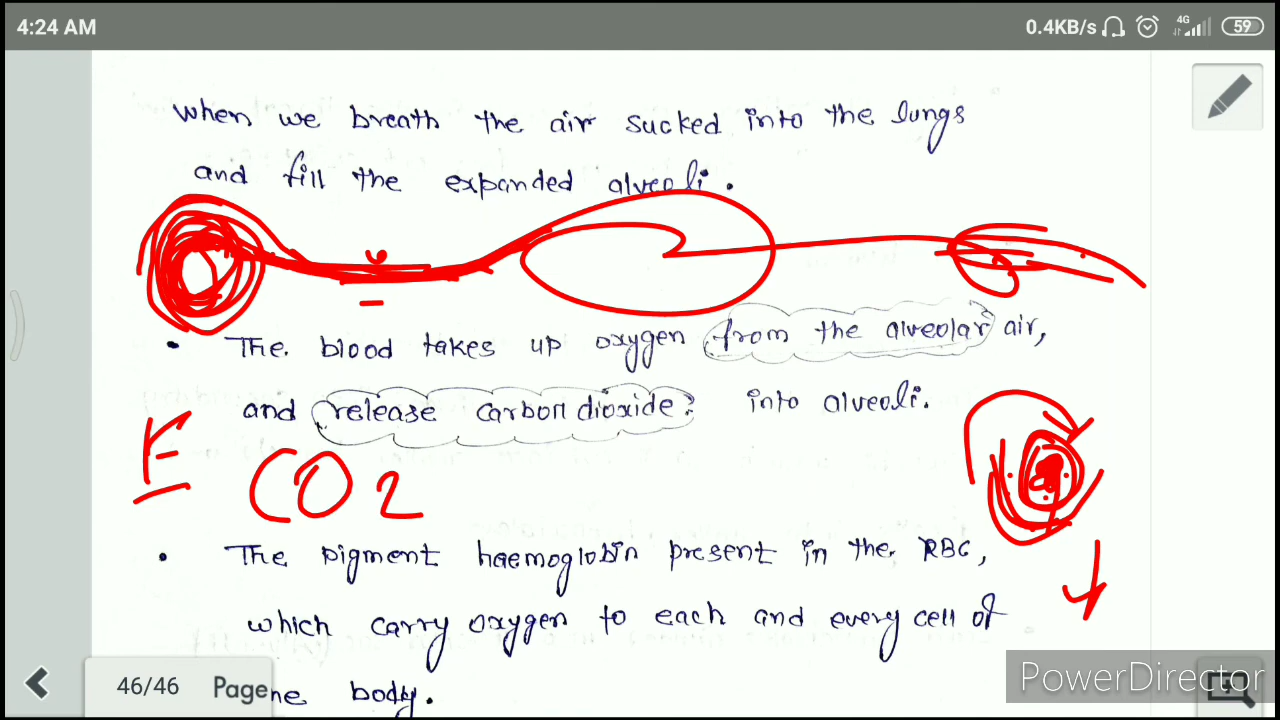 4:24 AM 0.4KB/s 4G 59
when we breath the air sucked into the lungs
and fill the expanded alveoli.
• The blood takes up oxygen from the alveolar air,
and release carbon dioxide. into alveoli.
E CO2
• The pigment haemoglobin present in the RBC,
which carry oxygen to each and every cell of
he body.
46/46 Page
PowerDirector